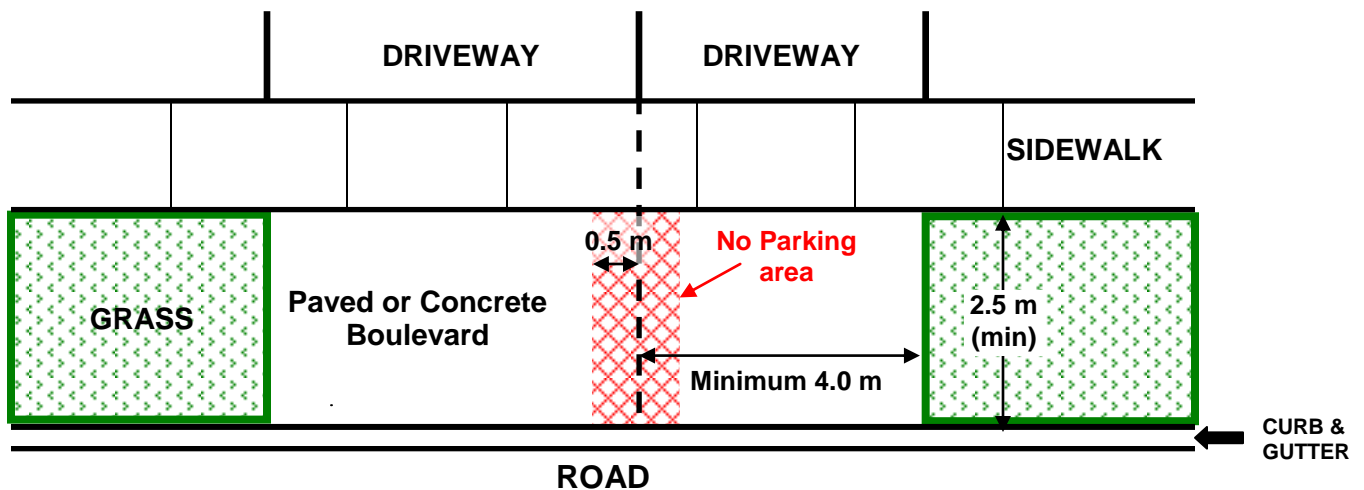 DRIVEWAY
DRIVEWAY
SIDEWALK
0.5 m
No Parking
area
GRASS
Paved or Concrete
Boulevard
2.5 m
(min)
Minimum 4.0 m
CURB &
GUTTER
ROAD